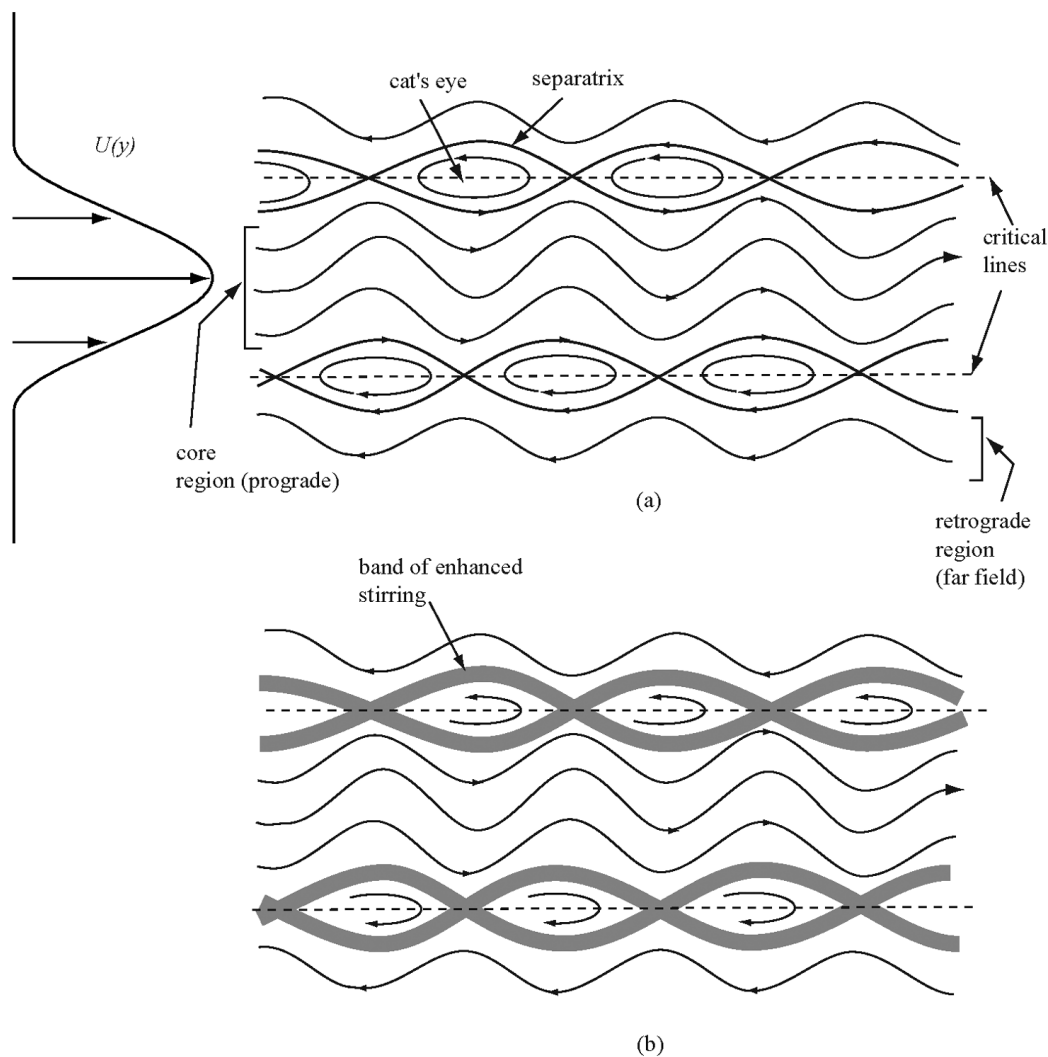 cat's eye
separatrix
U(y)
critical
lines
core
region (prograde)
(a)
retrograde
region
(far field)
band of enhanced
stirring
(b)